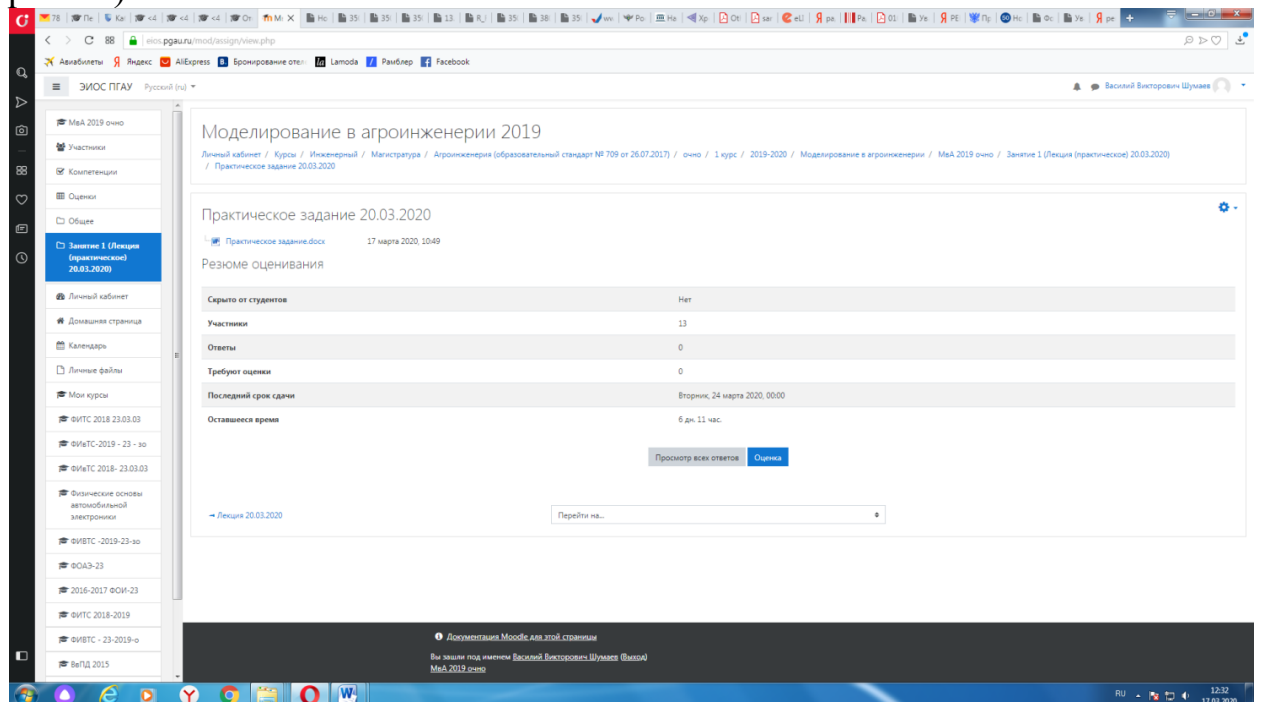 eios.pgau.ru/mod/assign/view.php
Авиабилеты Яндекс AliExpress Бронирование отел Lamoda Рамблер Facebook
ЭИОС ПГАУ Русский (ru)
Василий Викторович Шумаев
МвА 2019 очно
Участники
Компетенции
Оценки
Общее
Занятие 1 (Лекция
(практическое)
20.03.2020)
Личный кабинет
Домашняя страница
Календарь
Личные файлы
Мои курсы
ФИТС 2018 23.03.03
ФИвТС-2019 - 23 - зо
ФИвТС 2018- 23.03.03
Физические основы
автомобильной
электроники
ФИВТС -2019-23-зо
ФОАЭ-23
2016-2017 ФОИ-23
ФИТС 2018-2019
ФИВТС - 23-2019-о
ВвПД 2015
Моделирование в агроинженерии 2019
Личный кабинет / Курсы / Инженерный / Магистратура / Агроинженерия (образовательный стандарт № 709 от 26.07.2017) / очно / 1 курс / 2019-2020 / Моделирование в агроинженерии / МвА 2019 очно / Занятие 1 (Лекция (практическое) 20.03.2020)
/ Практическое задание 20.03.2020
Практическое задание 20.03.2020
Практическое задание.docx 17 марта 2020, 10:49
Резюме оценивания
Скрыто от студентов Нет
Участники 13
Ответы 0
Требуют оценки 0
Последний срок сдачи Вторник, 24 марта 2020, 00:00
Оставшееся время 6 дн. 11 час.
Просмотр всех ответов Оценка
→ Лекция 20.03.2020 Перейти на...
Документация Moodle для этой страницы
Вы зашли под именем Василий Викторович Шумаев (Выход)
МвА 2019 очно
RU 12:32
17.03.2020